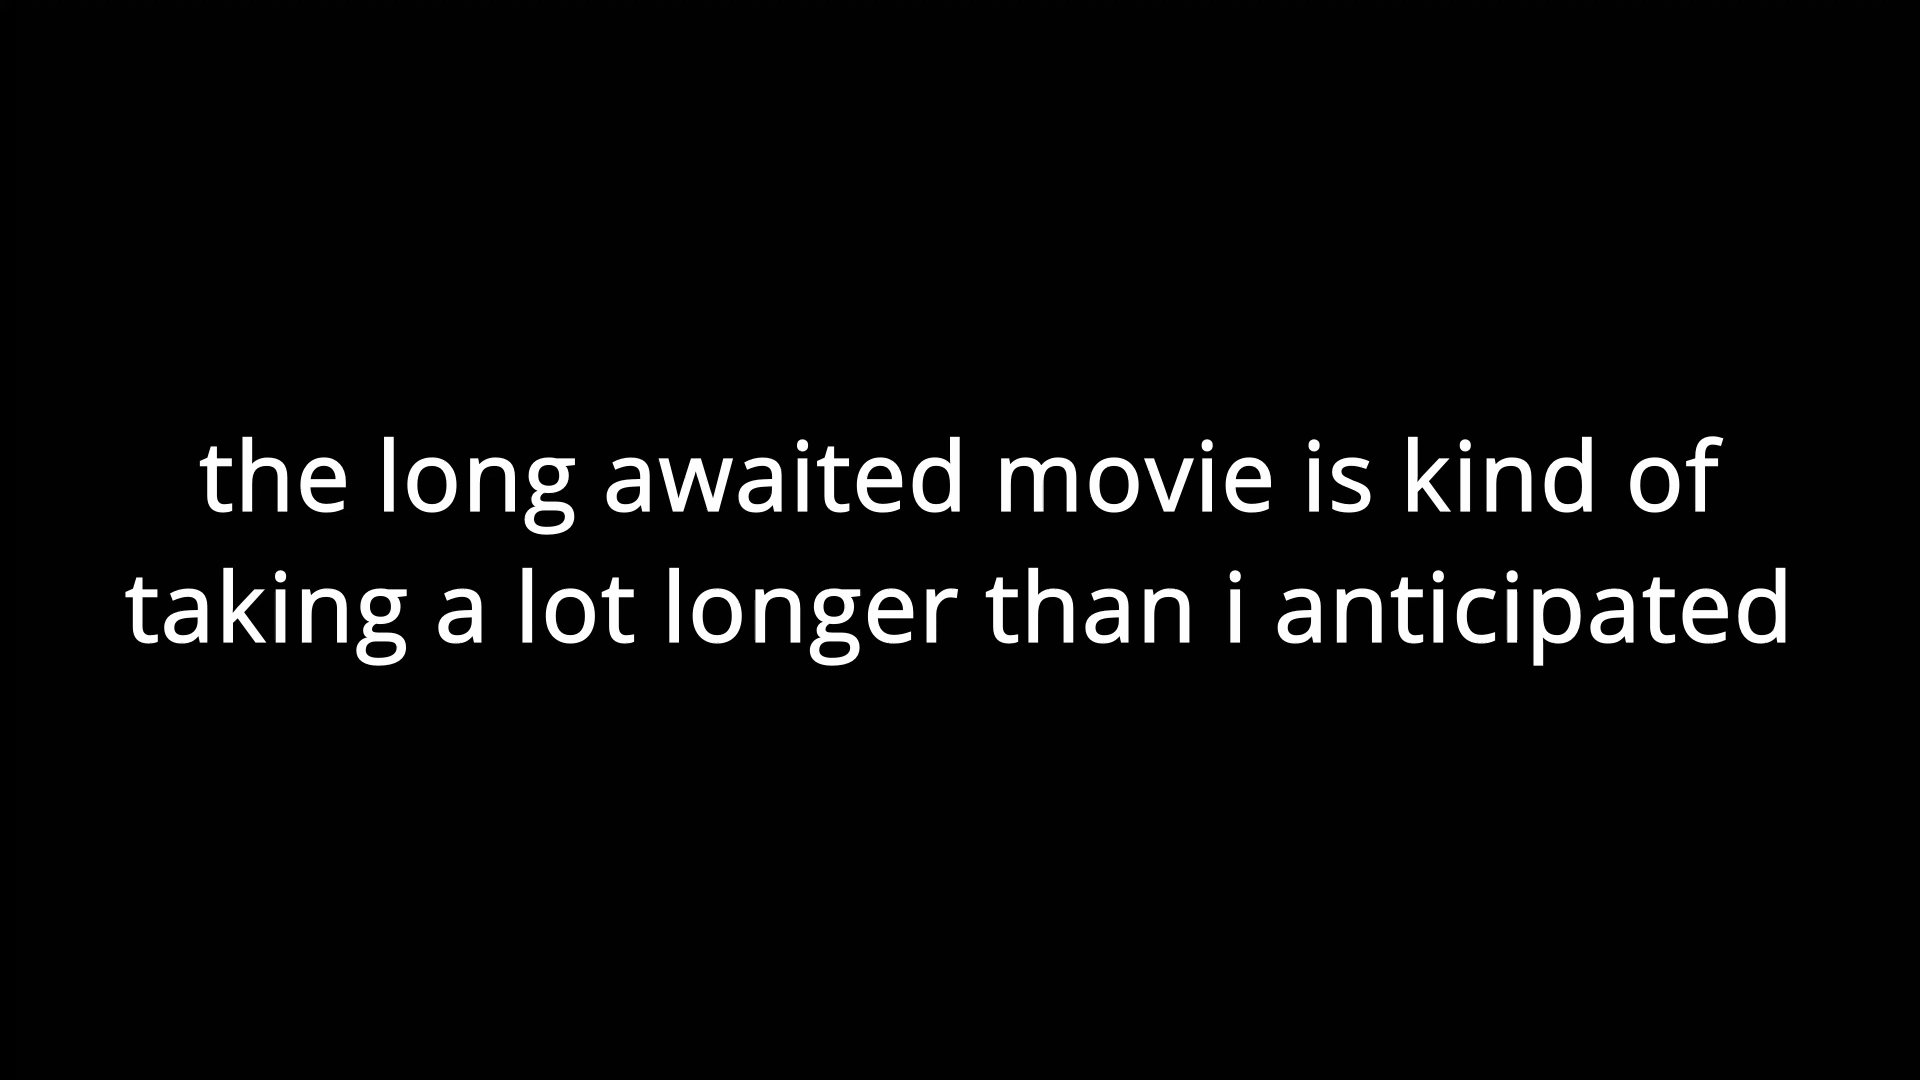 the long awaited movie is kind of
taking a lot longer than i anticipated